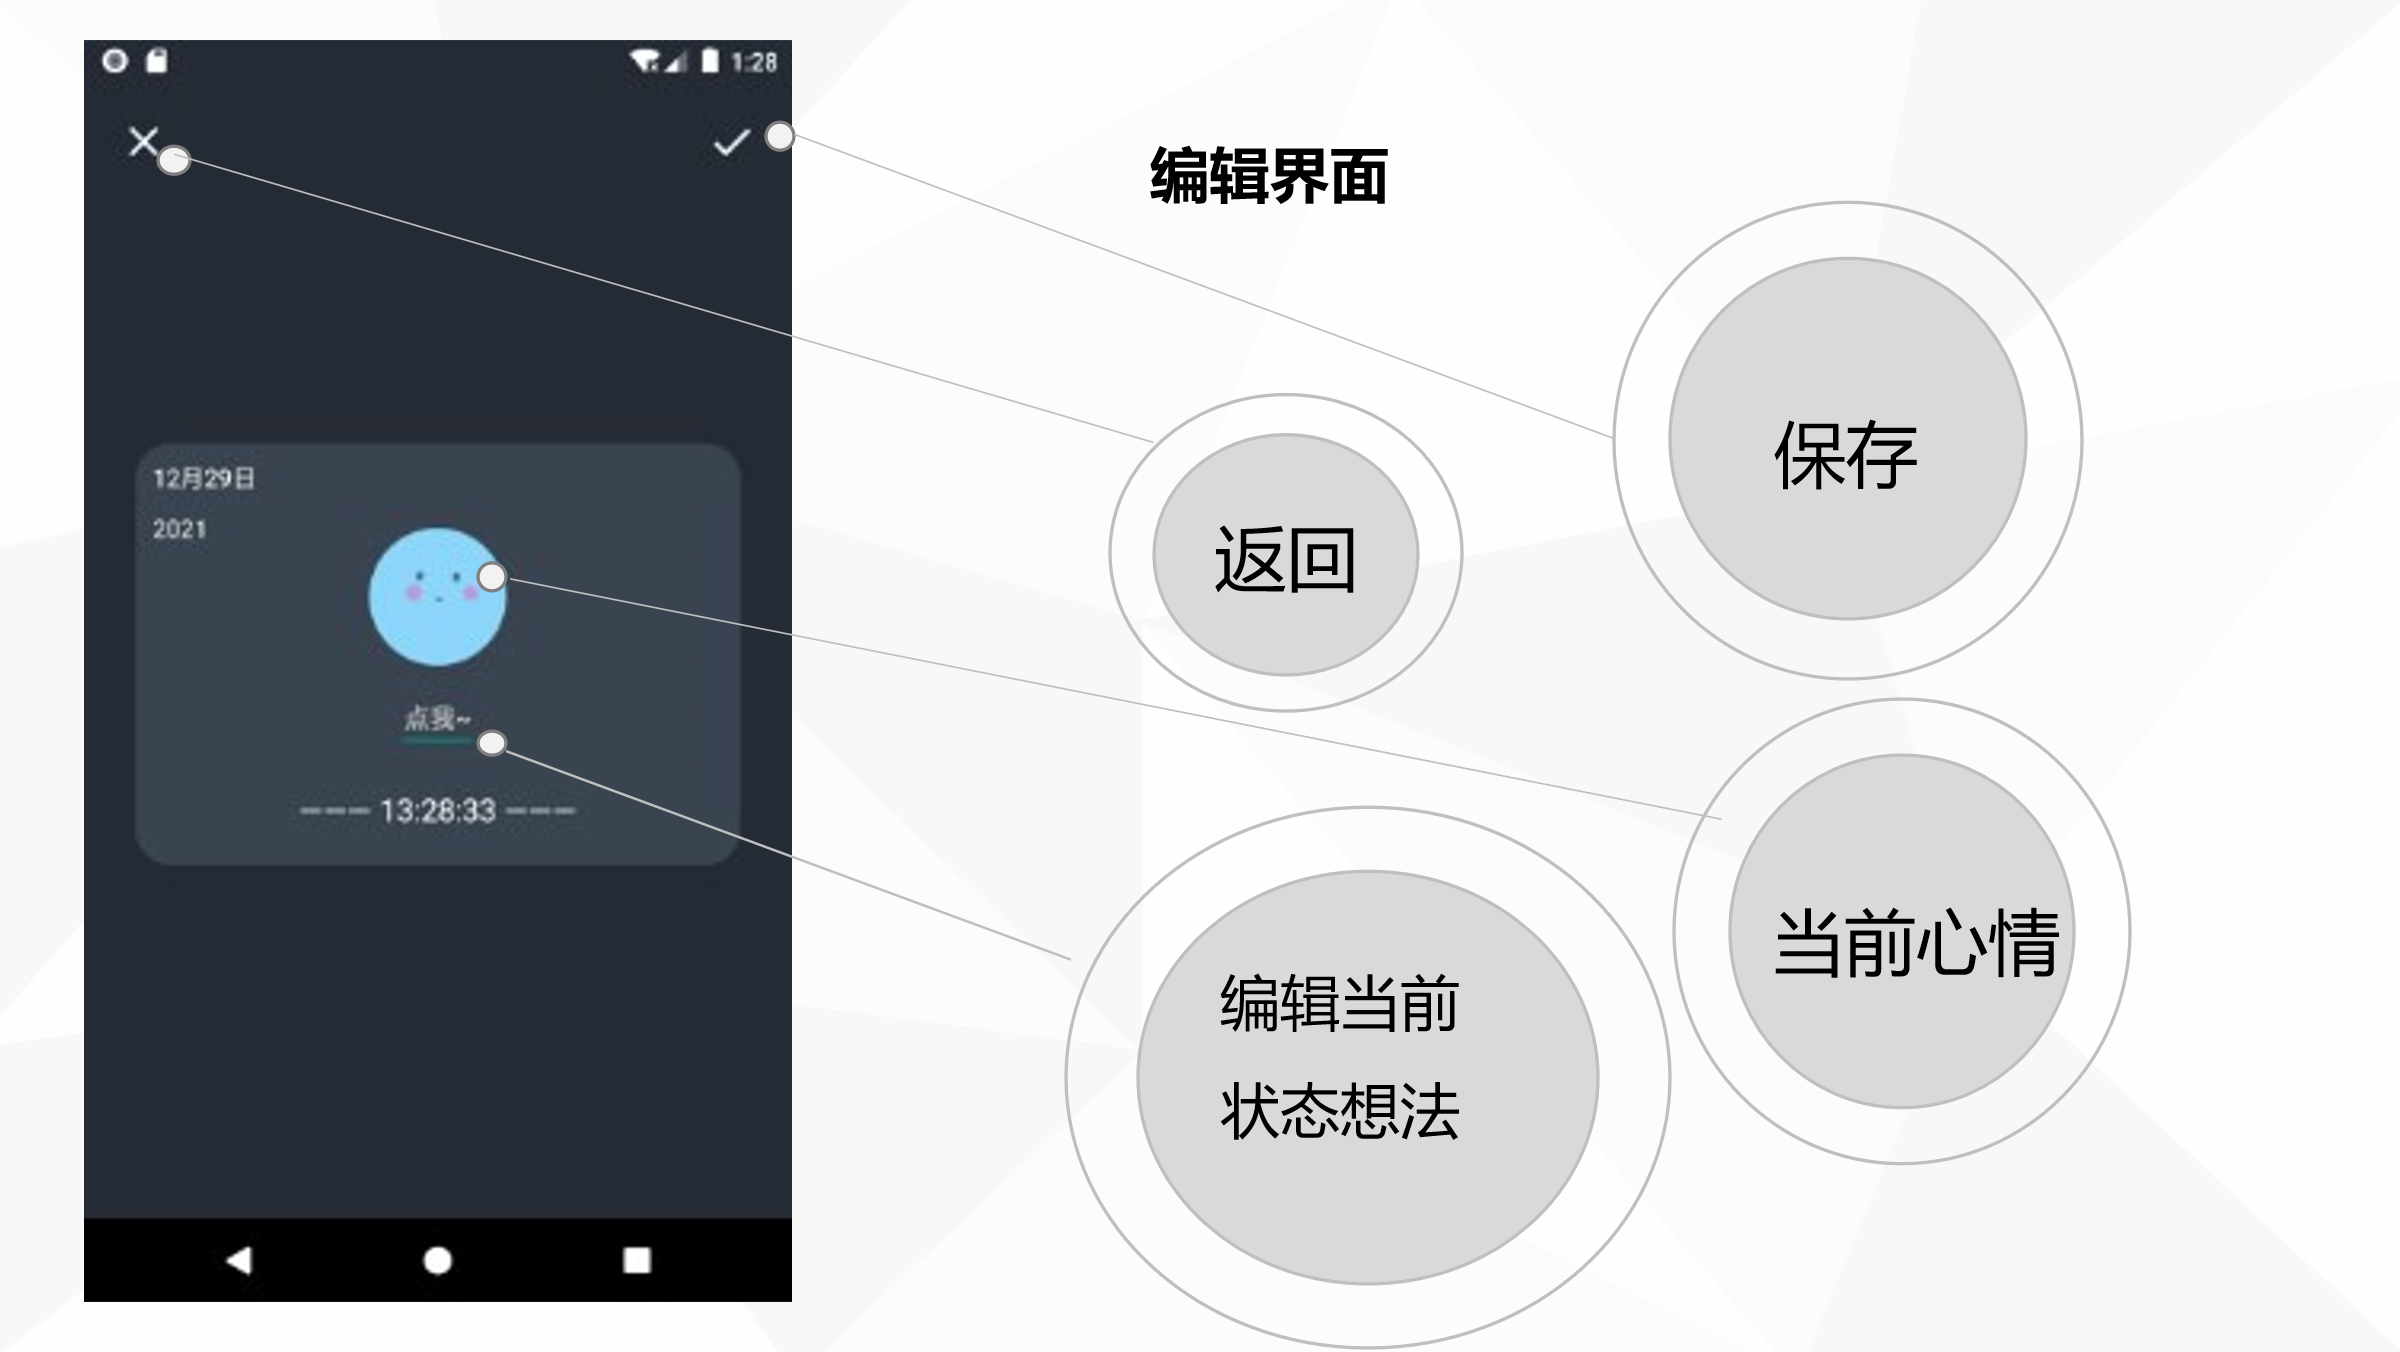 1:28
编辑界面
12月29日
2021
点我~
——— 13:28:33 ———
保存
返回
当前心情
编辑当前
状态想法